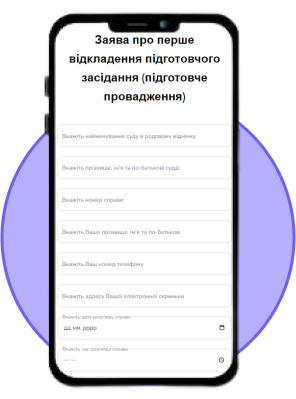 Заява про перше
відкладення підготовчого
засідання (підготовче
провадження)
Вкажіть найменування суду в родовому відмінку
Вкажіть прізвище, ім'я та по-батькові судді
Вкажіть номер справи
Вкажіть Ваше прізвище, ім'я та по-батькові
Вкажіть Ваш номер телефону
Вкажіть адресу Вашої електронної скриньки
Вкажіть дату розгляду справи
дд.мм.рррр
Вкажіть час розгляду справи
--:--